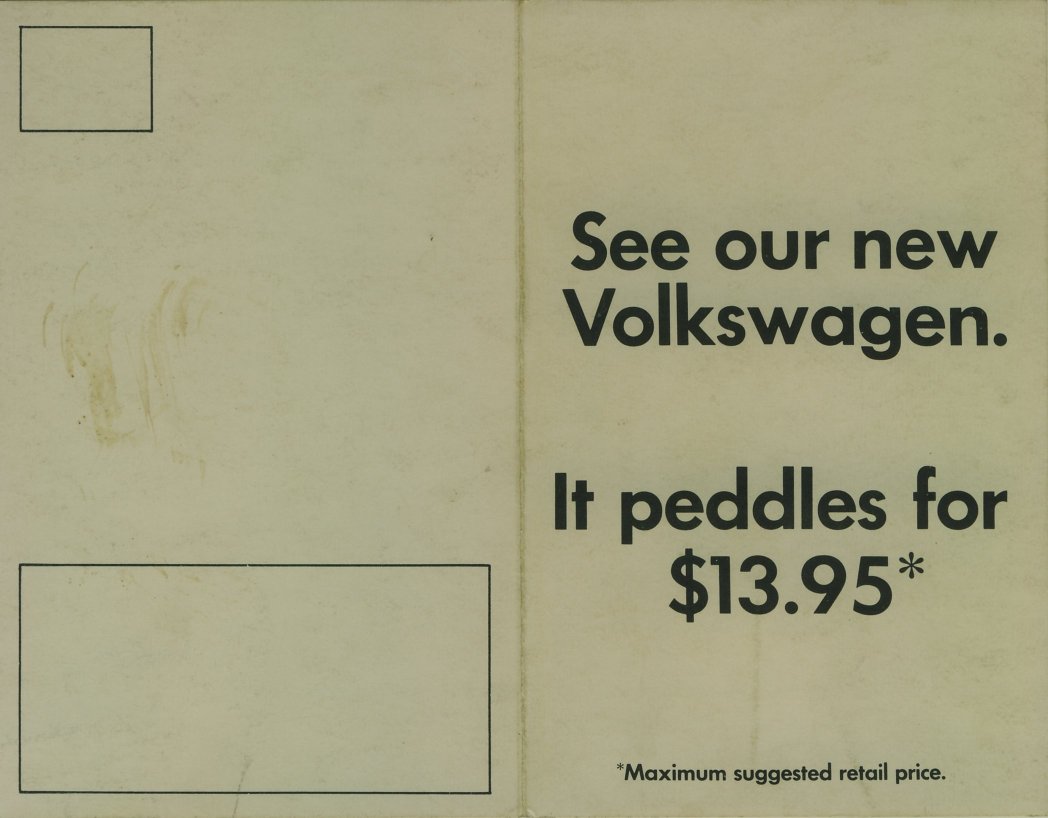 See our new
Volkswagen.
It peddles for
$13.95*
*Maximum suggested retail price.